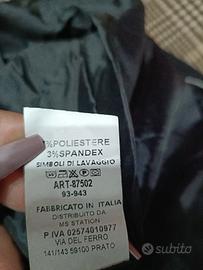 %POLIESTERE
3%SPANDEX
SIMBOLI DI LAVAGGIO
ART-87502
93-943
FABBRICATO IN ITALIA
DISTRIBUITO DA
MS STATION
P IVA 02574010977
VIA DEL FERRO
141/143 59100 PRATO
subito